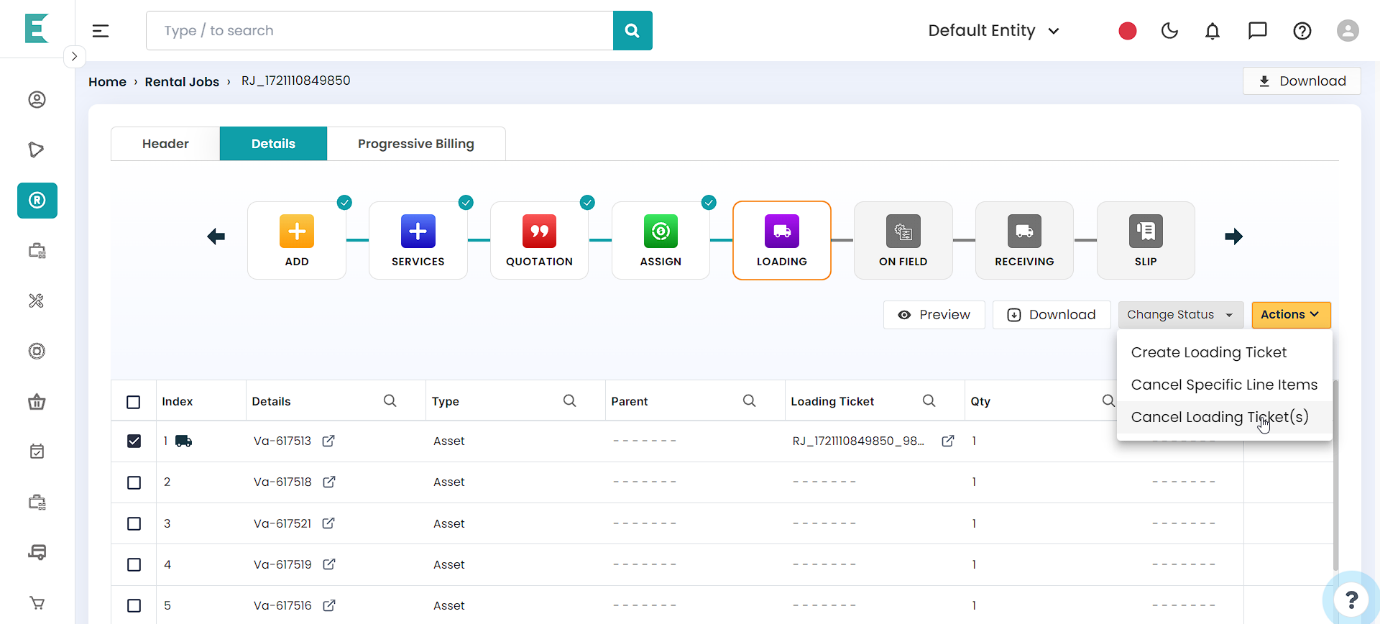 E
Type / to search
Default Entity
Home › Rental Jobs › RJ_1721110849850
Download
Header
Details
Progressive Billing
ADD
SERVICES
QUOTATION
ASSIGN
LOADING
ON FIELD
RECEIVING
SLIP
Preview
Download
Change Status
Actions
Create Loading Ticket
Cancel Specific Line Items
Cancel Loading Ticket(s)
Index Details Type Parent Loading Ticket Qty
1 Va-617513 Asset ------- RJ_1721110849850_98... 1 -------
2 Va-617518 Asset ------- ------- 1 -------
3 Va-617521 Asset ------- ------- 1 -------
4 Va-617519 Asset ------- ------- 1 -------
5 Va-617516 Asset ------- ------- 1 -------
?